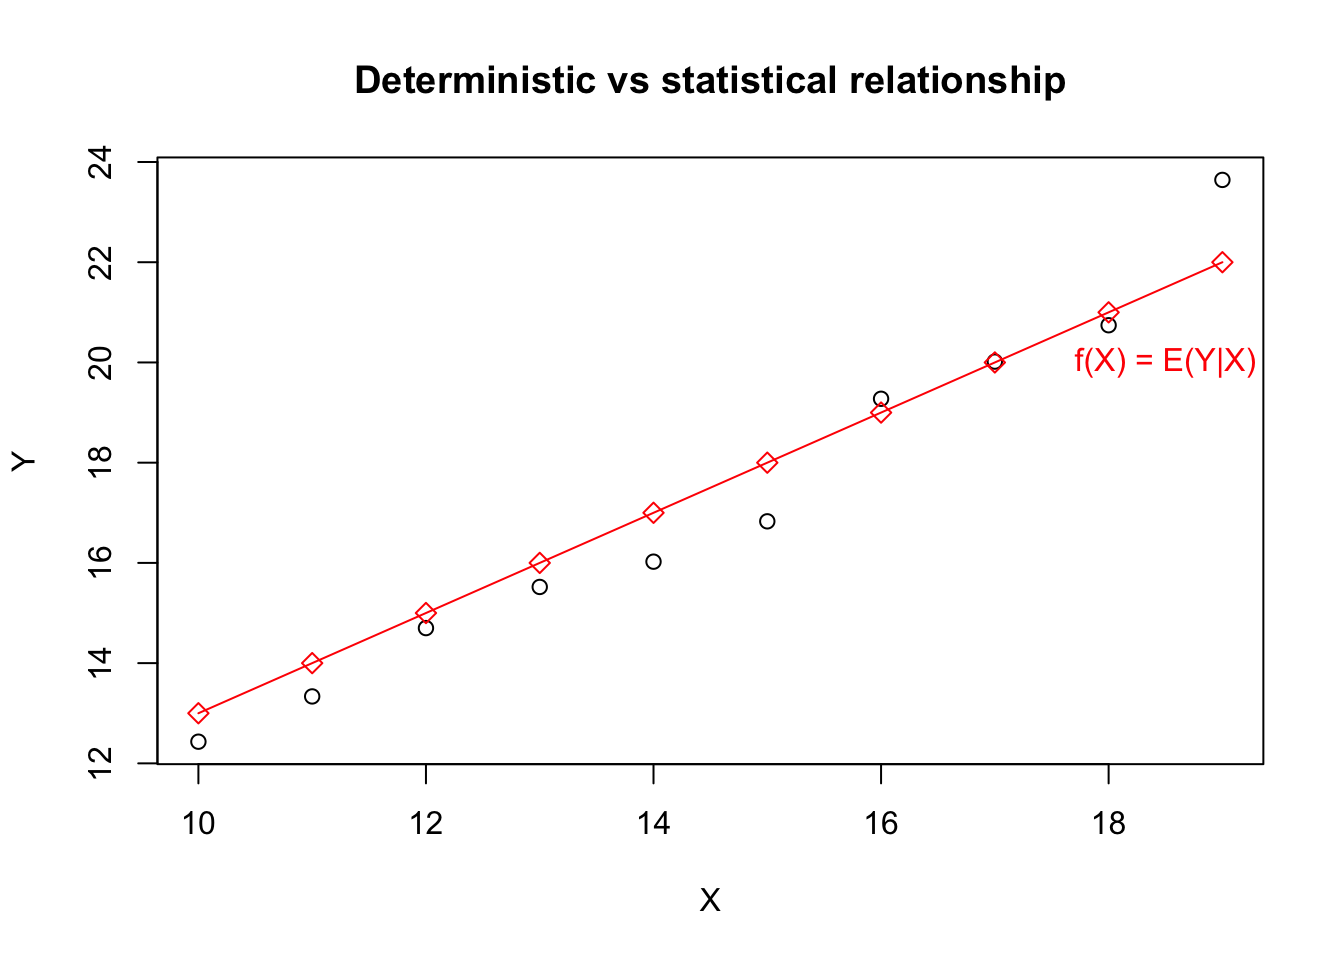 Deterministic vs statistical relationship
24
22
20
18
16
14
12
Y
f(X) = E(Y|X)
10 12 14 16 18
X